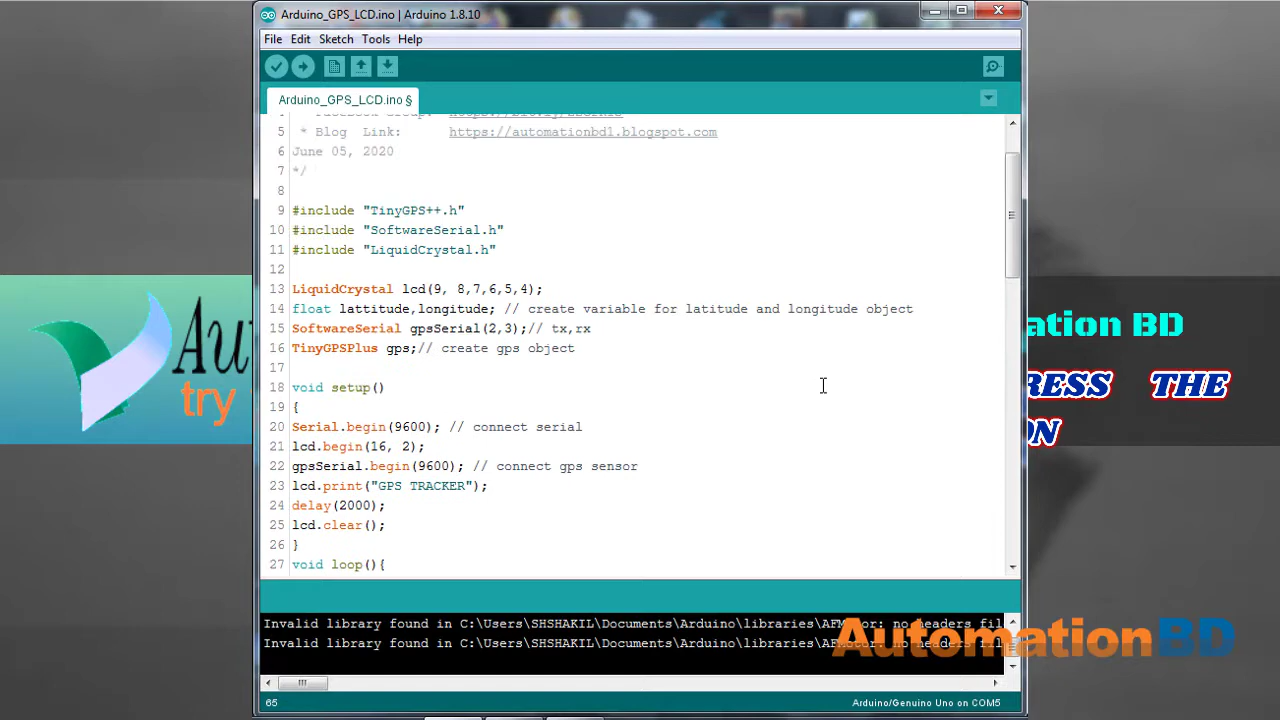 Arduino_GPS_LCD.ino | Arduino 1.8.10
File Edit Sketch Tools Help
Arduino_GPS_LCD.ino §
5 * Blog Link: https://automationbd1.blogspot.com
6 June 05, 2020
7 */
8
9 #include "TinyGPS++.h"
10 #include "SoftwareSerial.h"
11 #include "LiquidCrystal.h"
12
13 LiquidCrystal lcd(9, 8,7,6,5,4);
14 float lattitude,longitude; // create variable for latitude and longitude object
15 SoftwareSerial gpsSerial(2,3);// tx,rx
16 TinyGPSPlus gps;// create gps object
17
18 void setup()
19 {
20 Serial.begin(9600); // connect serial
21 lcd.begin(16, 2);
22 gpsSerial.begin(9600); // connect gps sensor
23 lcd.print("GPS TRACKER");
24 delay(2000);
25 lcd.clear();
26 }
27 void loop(){
Invalid library found in C:\Users\SHSHAKIL\Documents\Arduino\libraries\AFMotor: no headers fil
Invalid library found in C:\Users\SHSHAKIL\Documents\Arduino\libraries\AFMotor: no headers fil
65 Arduino/Genuino Uno on COM5
Au
try
ation BD
RESS THE
ON
AutomationBD